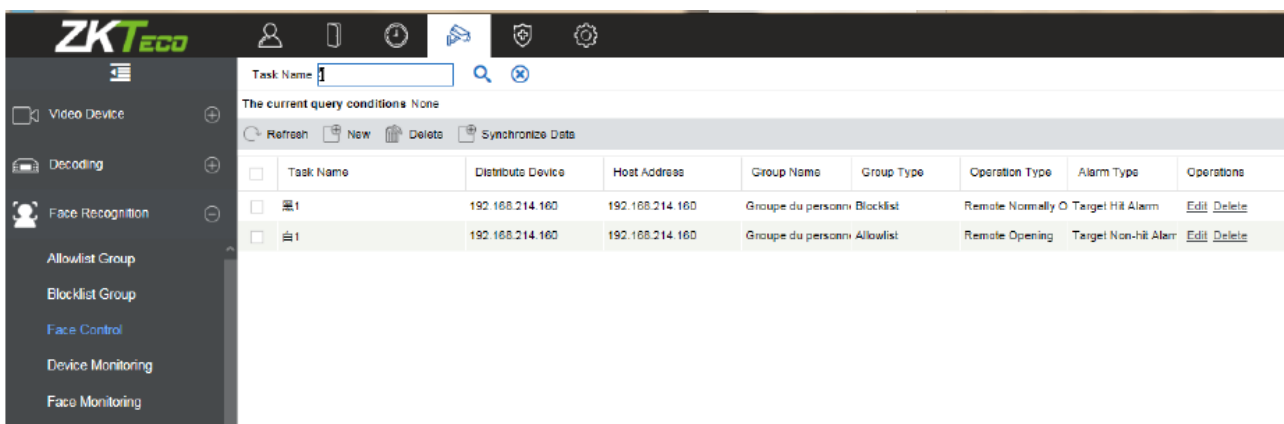 ZKTECO
Task Name 1
The current query conditions None
Refresh New Delete Synchronize Data
Video Device
Decoding
Face Recognition
Allowlist Group
Blocklist Group
Face Control
Device Monitoring
Face Monitoring
Task Name Distribute Device Host Address Group Name Group Type Operation Type Alarm Type Operations
黑1 192.168.214.160 192.168.214.160 Groupe du personn Blocklist Remote Normally O Target Hit Alarm Edit Delete
白1 192.168.214.160 192.168.214.160 Groupe du personn Allowlist Remote Opening Target Non-hit Alarr Edit Delete